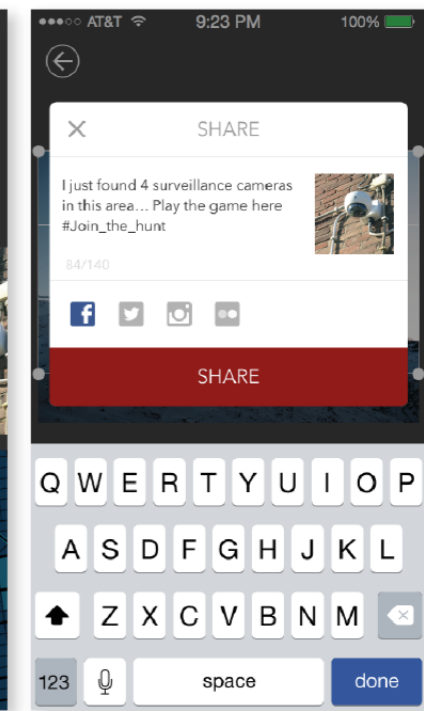 AT&T 9:23 PM 100%
SHARE
I just found 4 surveillance cameras
in this area... Play the game here
#Join_the_hunt
84/140
f
SHARE
Q W E R T Y U I O P
A S D F G H J K L
Z X C V B N M
123 space done